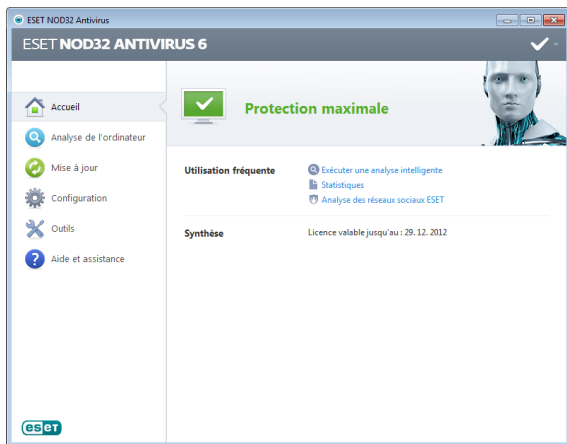 ESET NOD32 Antivirus
ESET NOD32 ANTIVIRUS 6
Accueil
Analyse de l'ordinateur
Mise à jour
Configuration
Outils
Aide et assistance
Protection maximale
Utilisation fréquente
Exécuter une analyse intelligente
Statistiques
Analyse des réseaux sociaux ESET
Synthèse
Licence valable jusqu'au : 29. 12. 2012
eset